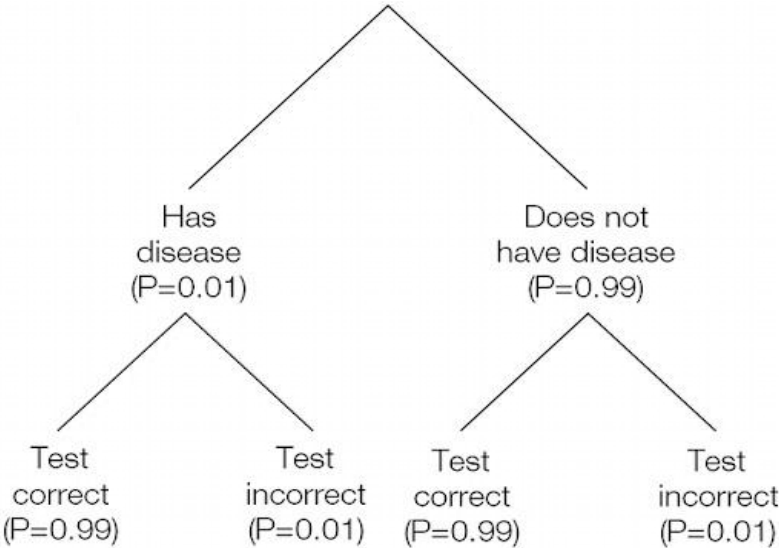 Has
disease
(P=0.01)
Does not
have disease
(P=0.99)
Test
correct
(P=0.99)
Test
incorrect
(P=0.01)
Test
correct
(P=0.99)
Test
incorrect
(P=0.01)